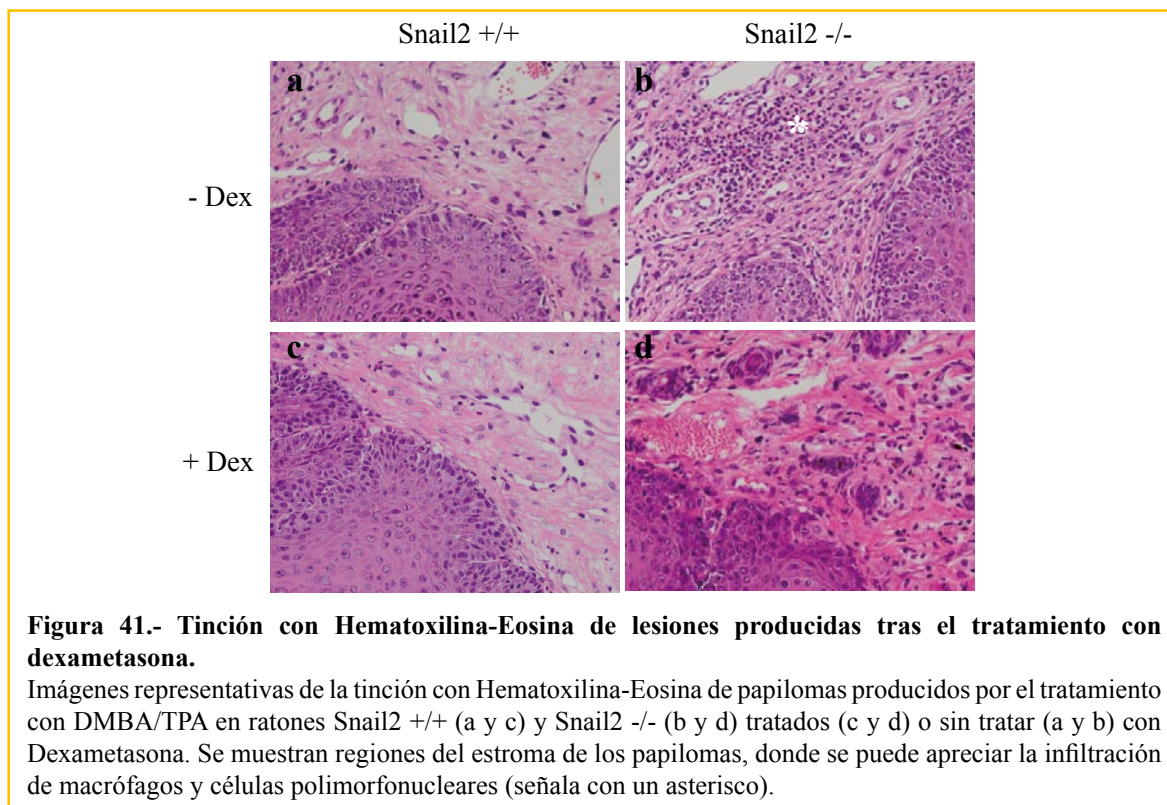 Snail2 +/+ Snail2 -/-
a b
*
- Dex
c d
+ Dex
Figura 41.- Tinción con Hematoxilina-Eosina de lesiones producidas tras el tratamiento con
dexametasona.
Imágenes representativas de la tinción con Hematoxilina-Eosina de papilomas producidos por el tratamiento
con DMBA/TPA en ratones Snail2 +/+ (a y c) y Snail2 -/- (b y d) tratados (c y d) o sin tratar (a y b) con
Dexametasona. Se muestran regiones del estroma de los papilomas, donde se puede apreciar la infiltración
de macrófagos y células polimorfonucleares (señala con un asterisco).